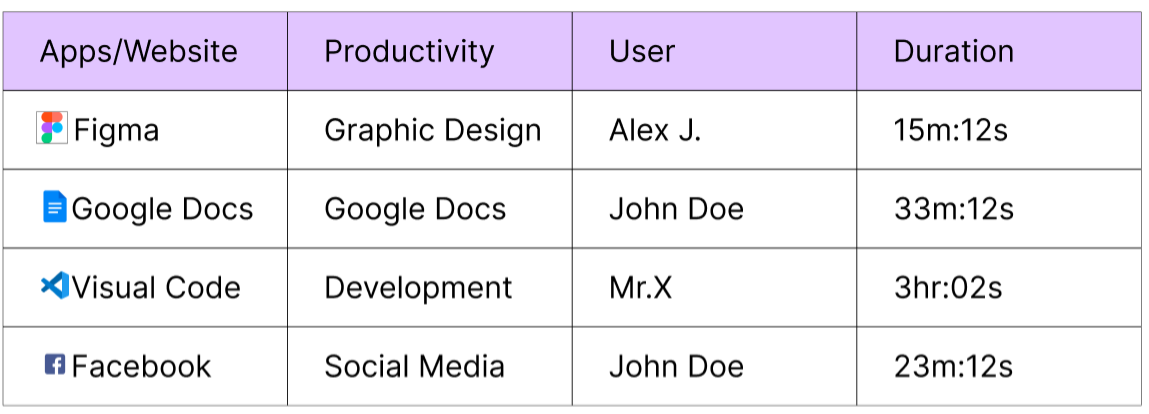 Apps/Website Productivity User Duration
Figma Graphic Design Alex J. 15m:12s
Google Docs Google Docs John Doe 33m:12s
Visual Code Development Mr.X 3hr:02s
Facebook Social Media John Doe 23m:12s